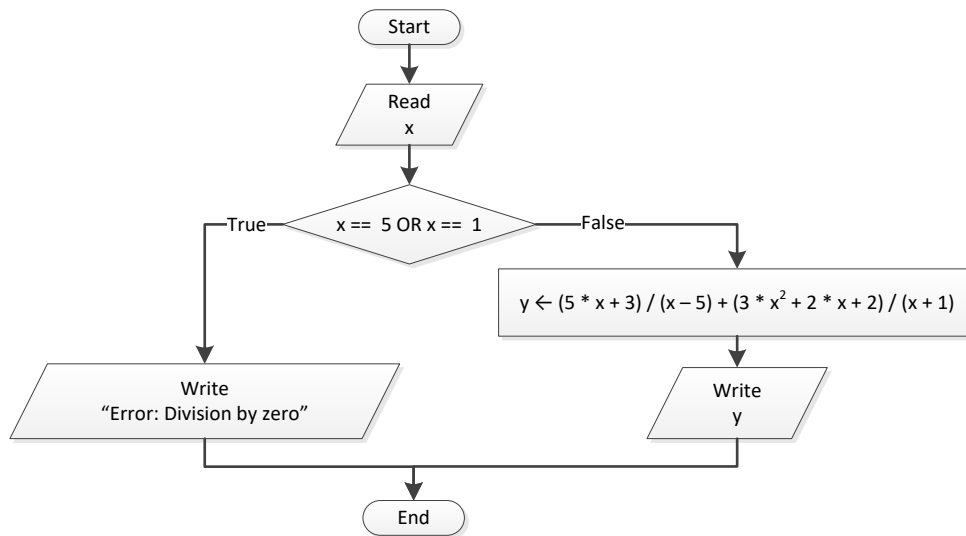 Start
Read
x
x == 5 OR x == 1
True
False
y ← (5 * x + 3) / (x – 5) + (3 * x² + 2 * x + 2) / (x + 1)
Write
“Error: Division by zero”
Write
y
End